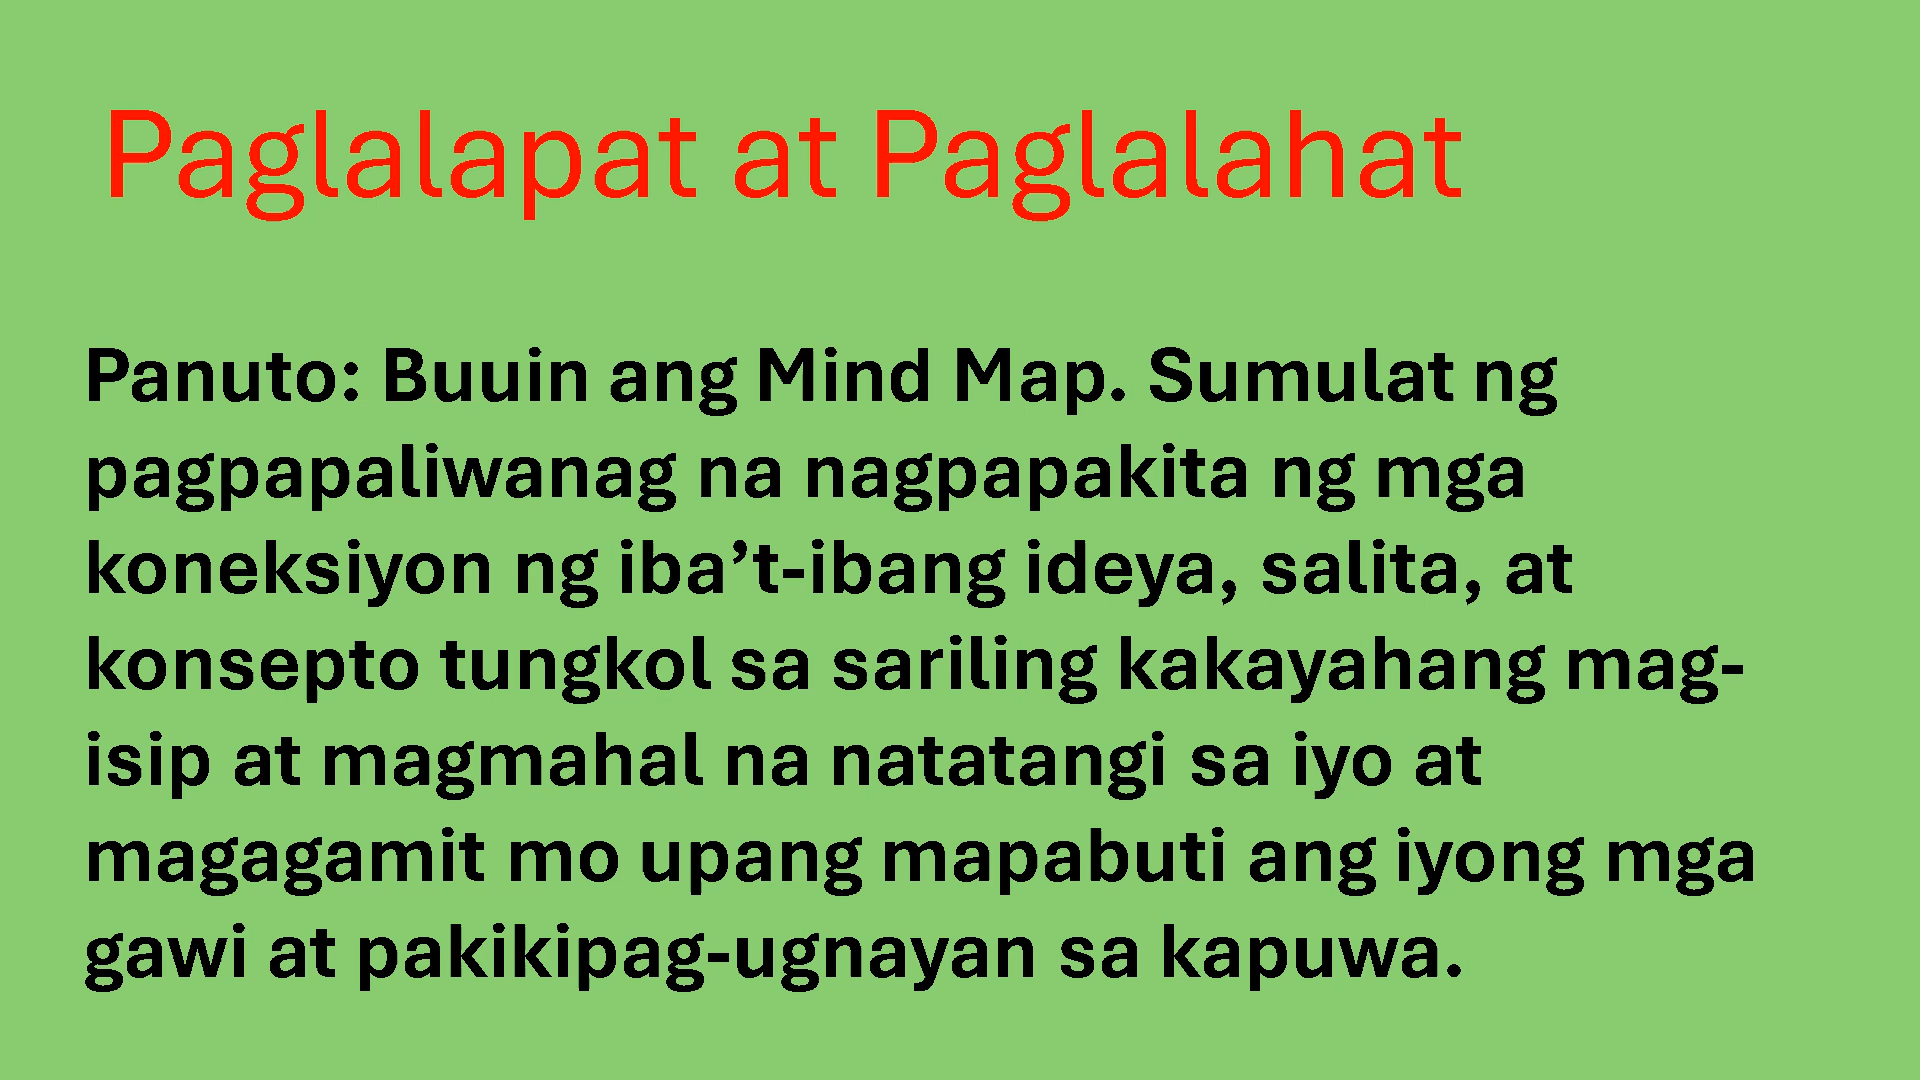 Paglalapat at Paglalahat
Panuto: Buuin ang Mind Map. Sumulat ng
pagpapaliwanag na nagpapakita ng mga
koneksiyon ng iba’t-ibang ideya, salita, at
konsepto tungkol sa sariling kakayahang mag-
isip at magmahal na natatangi sa iyo at
magagamit mo upang mapabuti ang iyong mga
gawi at pakikipag-ugnayan sa kapuwa.